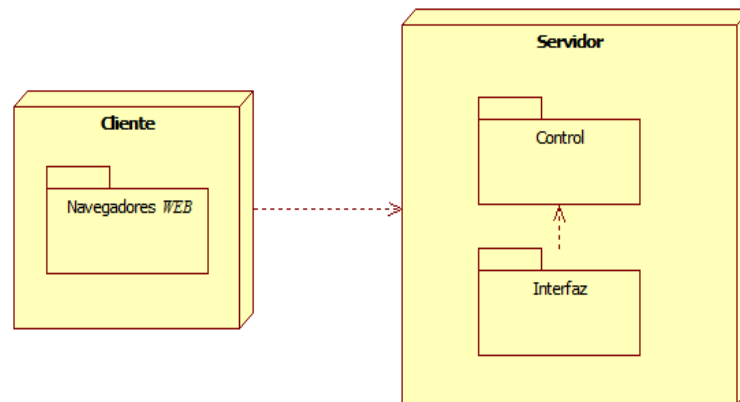 Cliente
Navegadores WEB
Servidor
Control
Interfaz